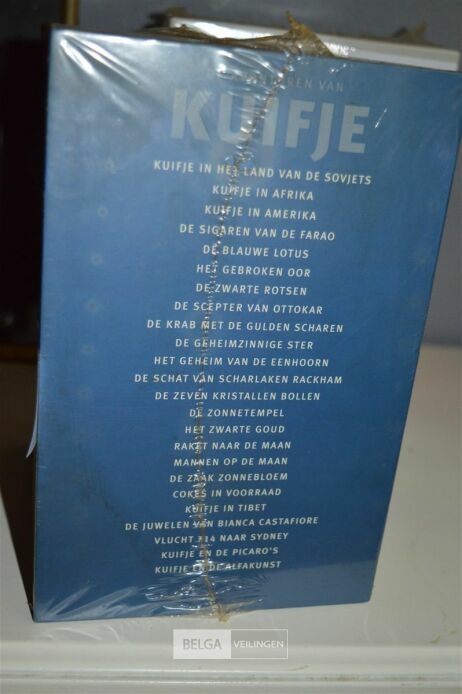 VAN
KUIFJE
KUIFJE IN HET LAND VAN DE SOVJETS
KUIFJE IN AFRIKA
KUIFJE IN AMERIKA
DE SIGAREN VAN DE FARAO
DE BLAUWE LOTUS
HET GEBROKEN OOR
DE ZWARTE ROTSEN
DE SCEPTER VAN OTTOKAR
DE KRAB MET DE GULDEN SCHAREN
DE GEHEIMZINNIGE STER
HET GEHEIM VAN DE EENHOORN
DE SCHAT VAN SCHARLAKEN RACKHAM
DE ZEVEN KRISTALLEN BOLLEN
DE ZONNETEMPEL
HET ZWARTE GOUD
RAKET NAAR DE MAAN
MANNEN OP DE MAAN
DE ZAAK ZONNEBLOEM
COKES IN VOORRAAD
KUIFJE IN TIBET
DE JUWELEN VAN BIANCA CASTAFIORE
VLUCHT 714 NAAR SYDNEY
KUIFJE EN DE PICARO'S
KUIFJE EN DE ALFAKUNST
BELGA VEILINGEN